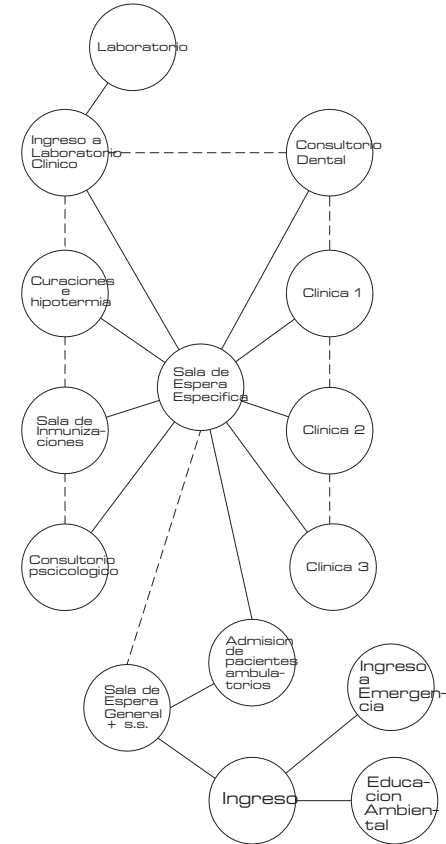 Laboratorio
Ingreso a
Laboratorio
Clinico
Consultorio
Dental
Curaciones
e
hipotermia
Clinica 1
Sala de
Espera
Especifica
Sala de
Inmuniza-
ciones
Clinica 2
Consultorio
pscicologico
Clinica 3
Admision
de
pacientes
ambula-
torios
Sala de
Espera
General
+ s.s.
Ingreso
a
Emergen-
cia
Ingreso
Educa-
cion
Ambien-
tal